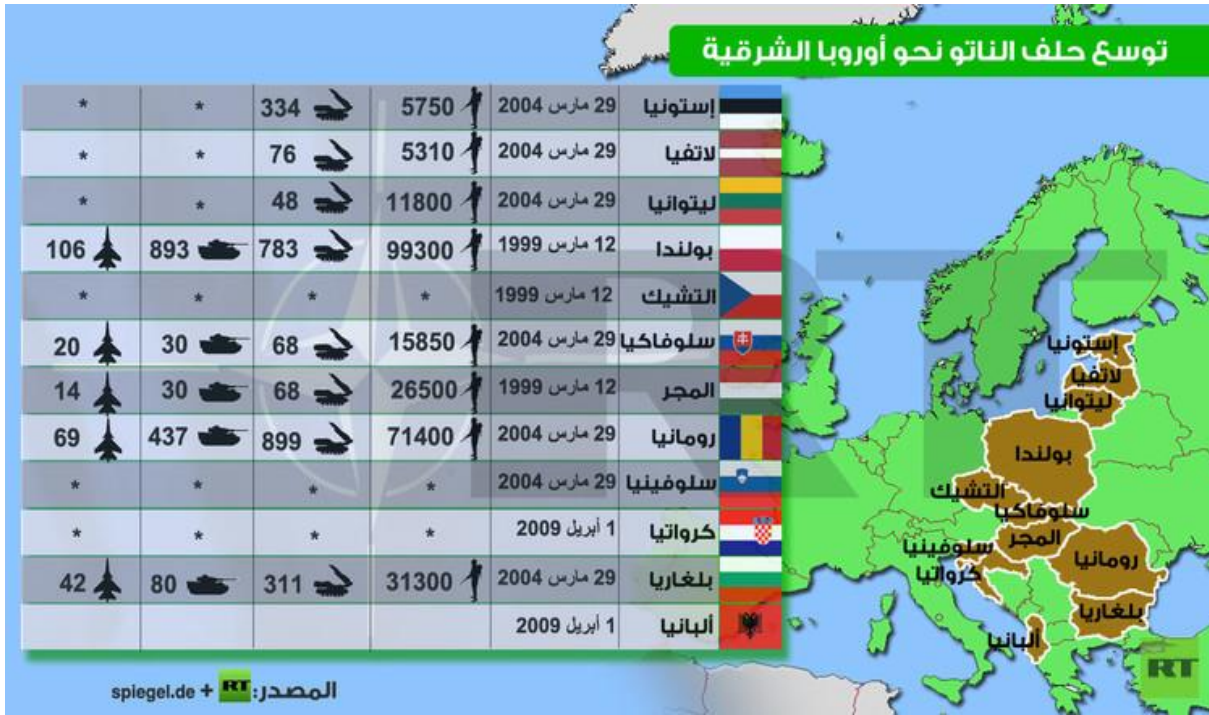 توسع حلف الناتو نحو أوروبا الشرقية
إستونيا 29 مارس 2004 5750 334 * *
لاتفيا 29 مارس 2004 5310 76 * *
ليتوانيا 29 مارس 2004 11800 48 * *
بولندا 12 مارس 1999 99300 783 893 106
التشيك 12 مارس 1999 * * * *
سلوفاكيا 29 مارس 2004 15850 68 30 20
المجر 12 مارس 1999 26500 68 30 14
رومانيا 29 مارس 2004 71400 899 437 69
سلوفينيا 29 مارس 2004 * * * *
كرواتيا 1 أبريل 2009 * * * *
بلغاريا 29 مارس 2004 31300 311 80 42
ألبانيا 1 أبريل 2009
إستونيا
لاتفيا
ليتوانيا
بولندا
التشيك
سلوفاكيا
المجر
سلوفينيا
رومانيا
كرواتيا
بلغاريا
ألبانيا
RT
RT
المصدر: RT + spiegel.de